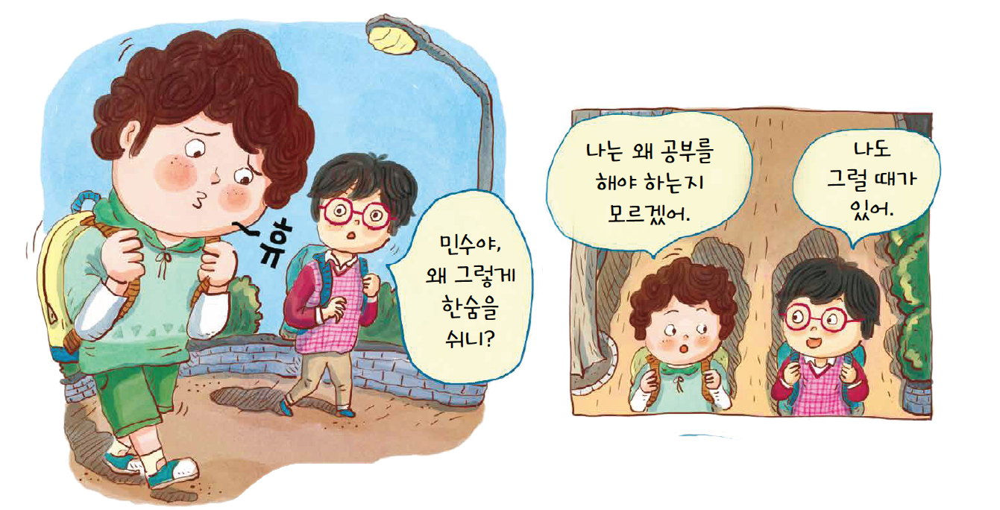 휴
민수야,
왜 그렇게
한숨을
쉬니?
나는 왜 공부를
해야 하는지
모르겠어.
나도
그럴 때가
있어.